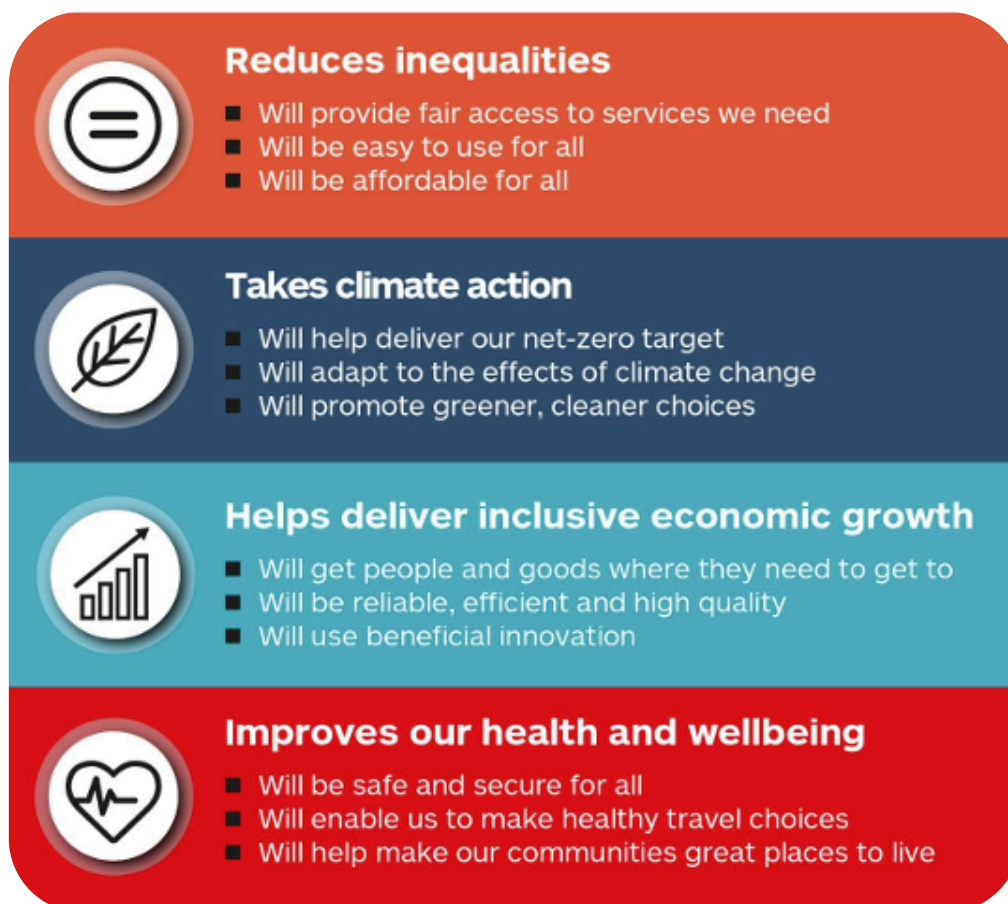 Reduces inequalities
■ Will provide fair access to services we need
■ Will be easy to use for all
■ Will be affordable for all
Takes climate action
■ Will help deliver our net-zero target
■ Will adapt to the effects of climate change
■ Will promote greener, cleaner choices
Helps deliver inclusive economic growth
■ Will get people and goods where they need to get to
■ Will be reliable, efficient and high quality
■ Will use beneficial innovation
Improves our health and wellbeing
■ Will be safe and secure for all
■ Will enable us to make healthy travel choices
■ Will help make our communities great places to live